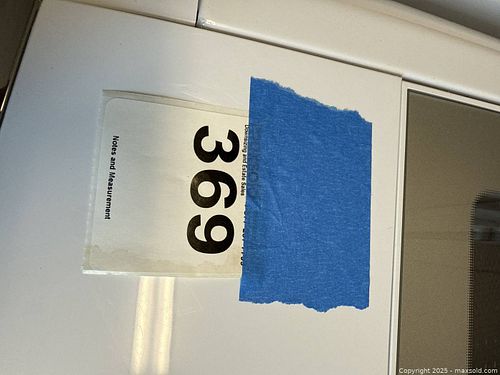 Downsizing and Estate Sales
369
Notes and Measurement
Copyright 2025 - maxsold.com